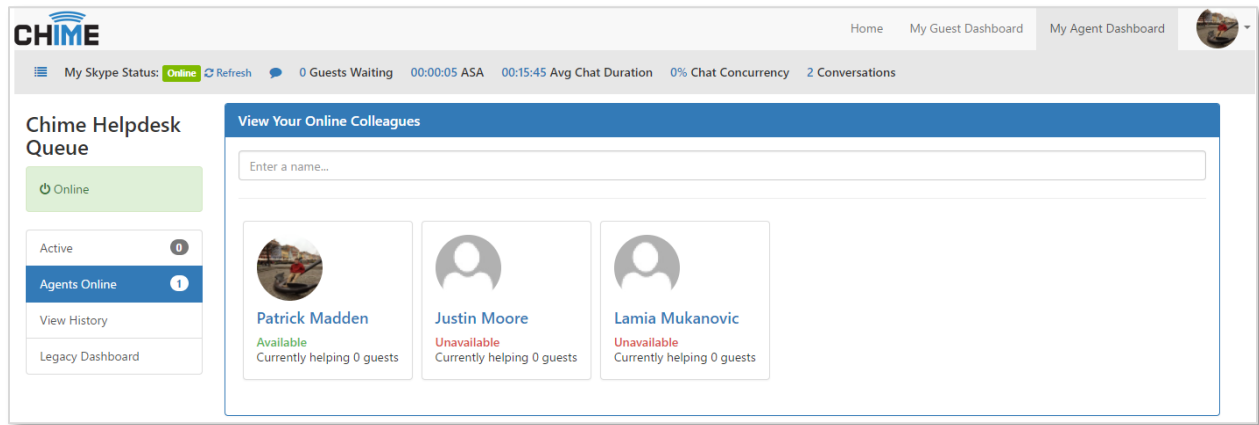 CHIME
Home My Guest Dashboard My Agent Dashboard
My Skype Status: Online Refresh 0 Guests Waiting 00:00:05 ASA 00:15:45 Avg Chat Duration 0% Chat Concurrency 2 Conversations
Chime Helpdesk
Queue
Online
Active 0
Agents Online 1
View History
Legacy Dashboard
View Your Online Colleagues
Enter a name...
Patrick Madden
Available
Currently helping 0 guests
Justin Moore
Unavailable
Currently helping 0 guests
Lamia Mukanovic
Unavailable
Currently helping 0 guests